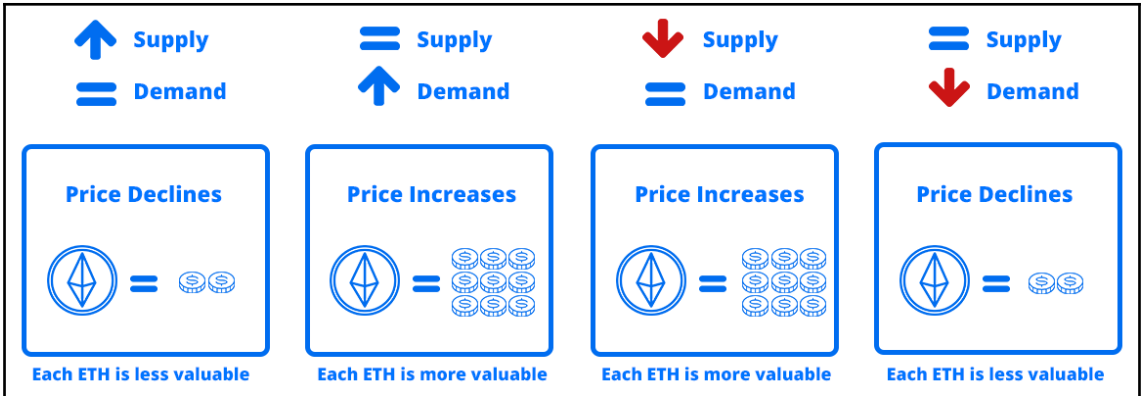 Supply
Demand
Price Declines
Each ETH is less valuable
Supply
Demand
Price Increases
Each ETH is more valuable
Supply
Demand
Price Increases
Each ETH is more valuable
Supply
Demand
Price Declines
Each ETH is less valuable